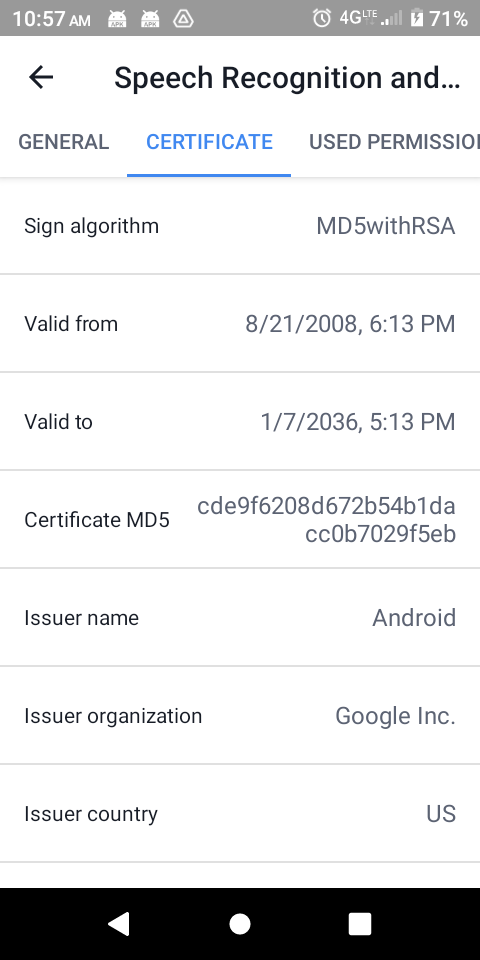 10:57 AM APK APK 4G LTE 71%
Speech Recognition and...
GENERAL CERTIFICATE USED PERMISSIO
Sign algorithm MD5withRSA
Valid from 8/21/2008, 6:13 PM
Valid to 1/7/2036, 5:13 PM
cde9f6208d672b54b1da
Certificate MD5
cc0b7029f5eb
Issuer name Android
Issuer organization Google Inc.
Issuer country US